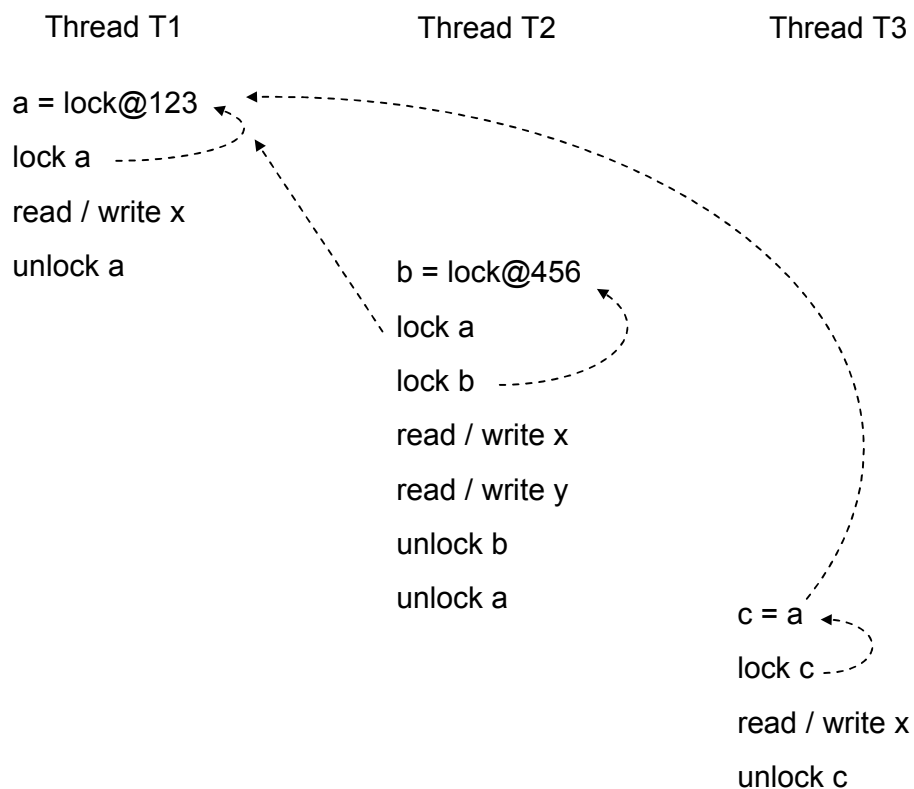 Thread T1
Thread T2
Thread T3
a = lock@123
lock a
read / write x
unlock a
b = lock@456
lock a
lock b
read / write x
read / write y
unlock b
unlock a
c = a
lock c
read / write x
unlock c